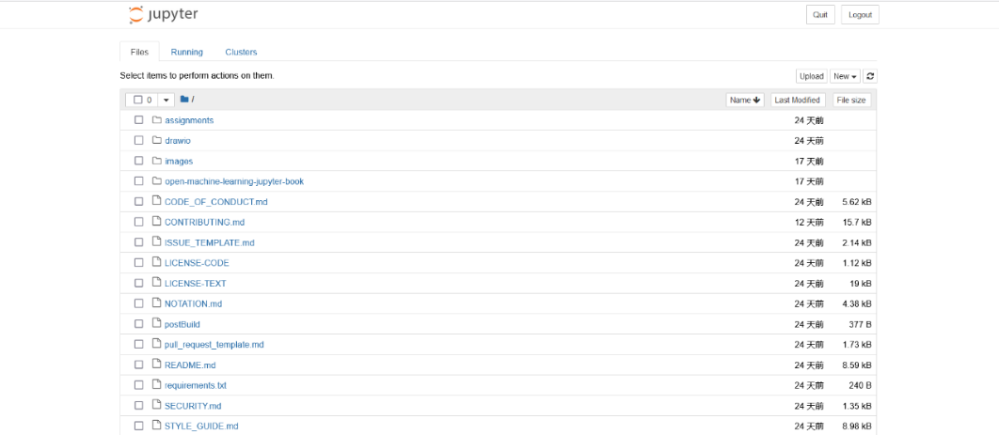 jupyter Quit Logout
Files Running Clusters
Select items to perform actions on them. Upload New
0 / Name Last Modified File size
assignments 24 天前
drawio 24 天前
images 17 天前
open-machine-learning-jupyter-book 17 天前
CODE_OF_CONDUCT.md 24 天前 5.62 kB
CONTRIBUTING.md 12 天前 15.7 kB
ISSUE_TEMPLATE.md 24 天前 2.14 kB
LICENSE-CODE 24 天前 1.12 kB
LICENSE-TEXT 24 天前 19 kB
NOTATION.md 24 天前 4.38 kB
postBuild 24 天前 377 B
pull_request_template.md 24 天前 1.73 kB
README.md 24 天前 8.59 kB
requirements.txt 24 天前 240 B
SECURITY.md 24 天前 1.35 kB
STYLE_GUIDE.md 24 天前 8.98 kB